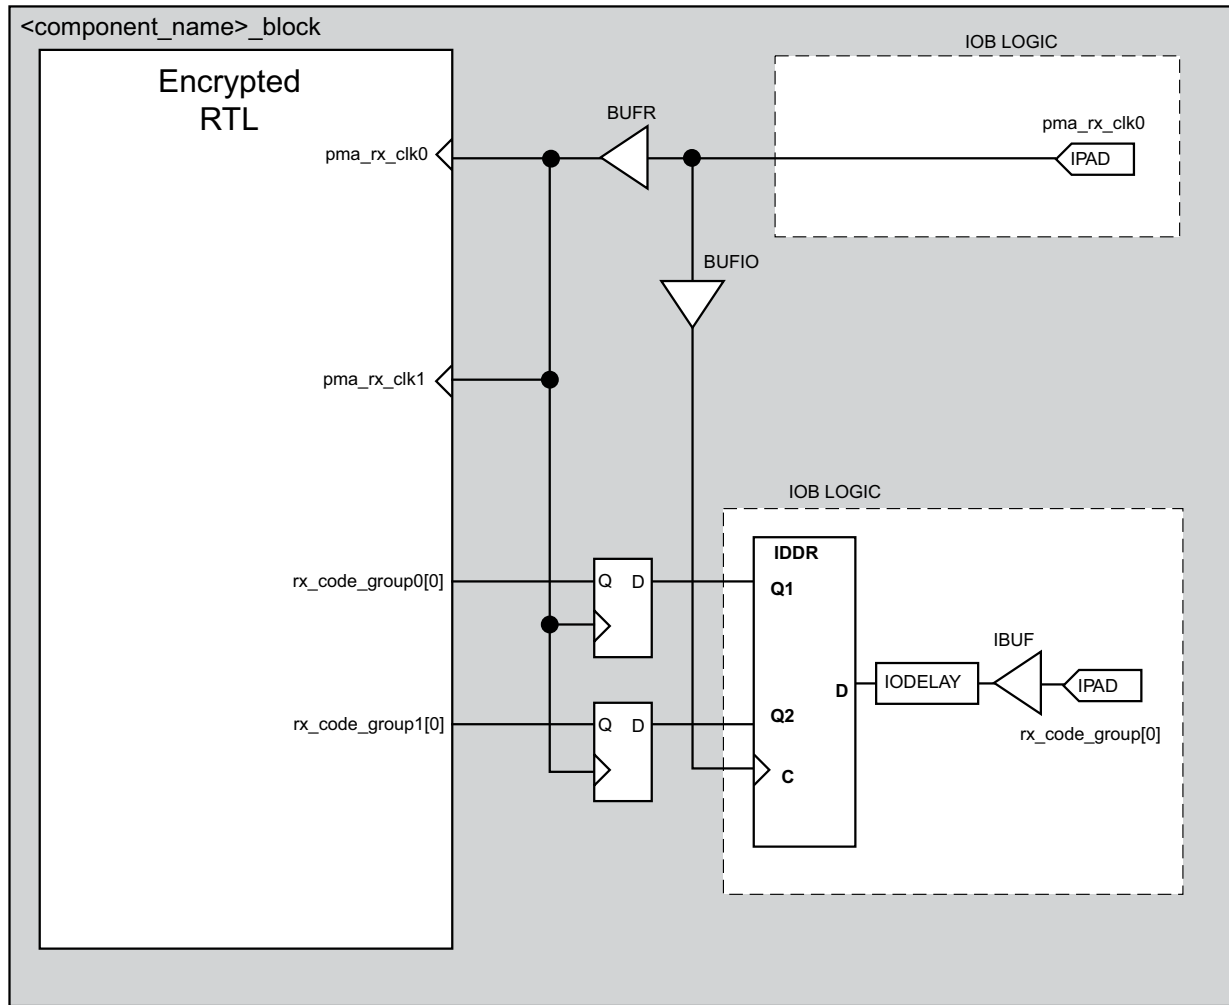 <component_name>_block
IOB LOGIC
Encrypted
RTL
BUFR
pma_rx_clk0
pma_rx_clk0
IPAD
BUFIO
pma_rx_clk1
IOB LOGIC
IDDR
rx_code_group0[0]
Q D
Q1
IBUF
D
IODELAY
IPAD
rx_code_group1[0]
Q D
Q2
rx_code_group[0]
C